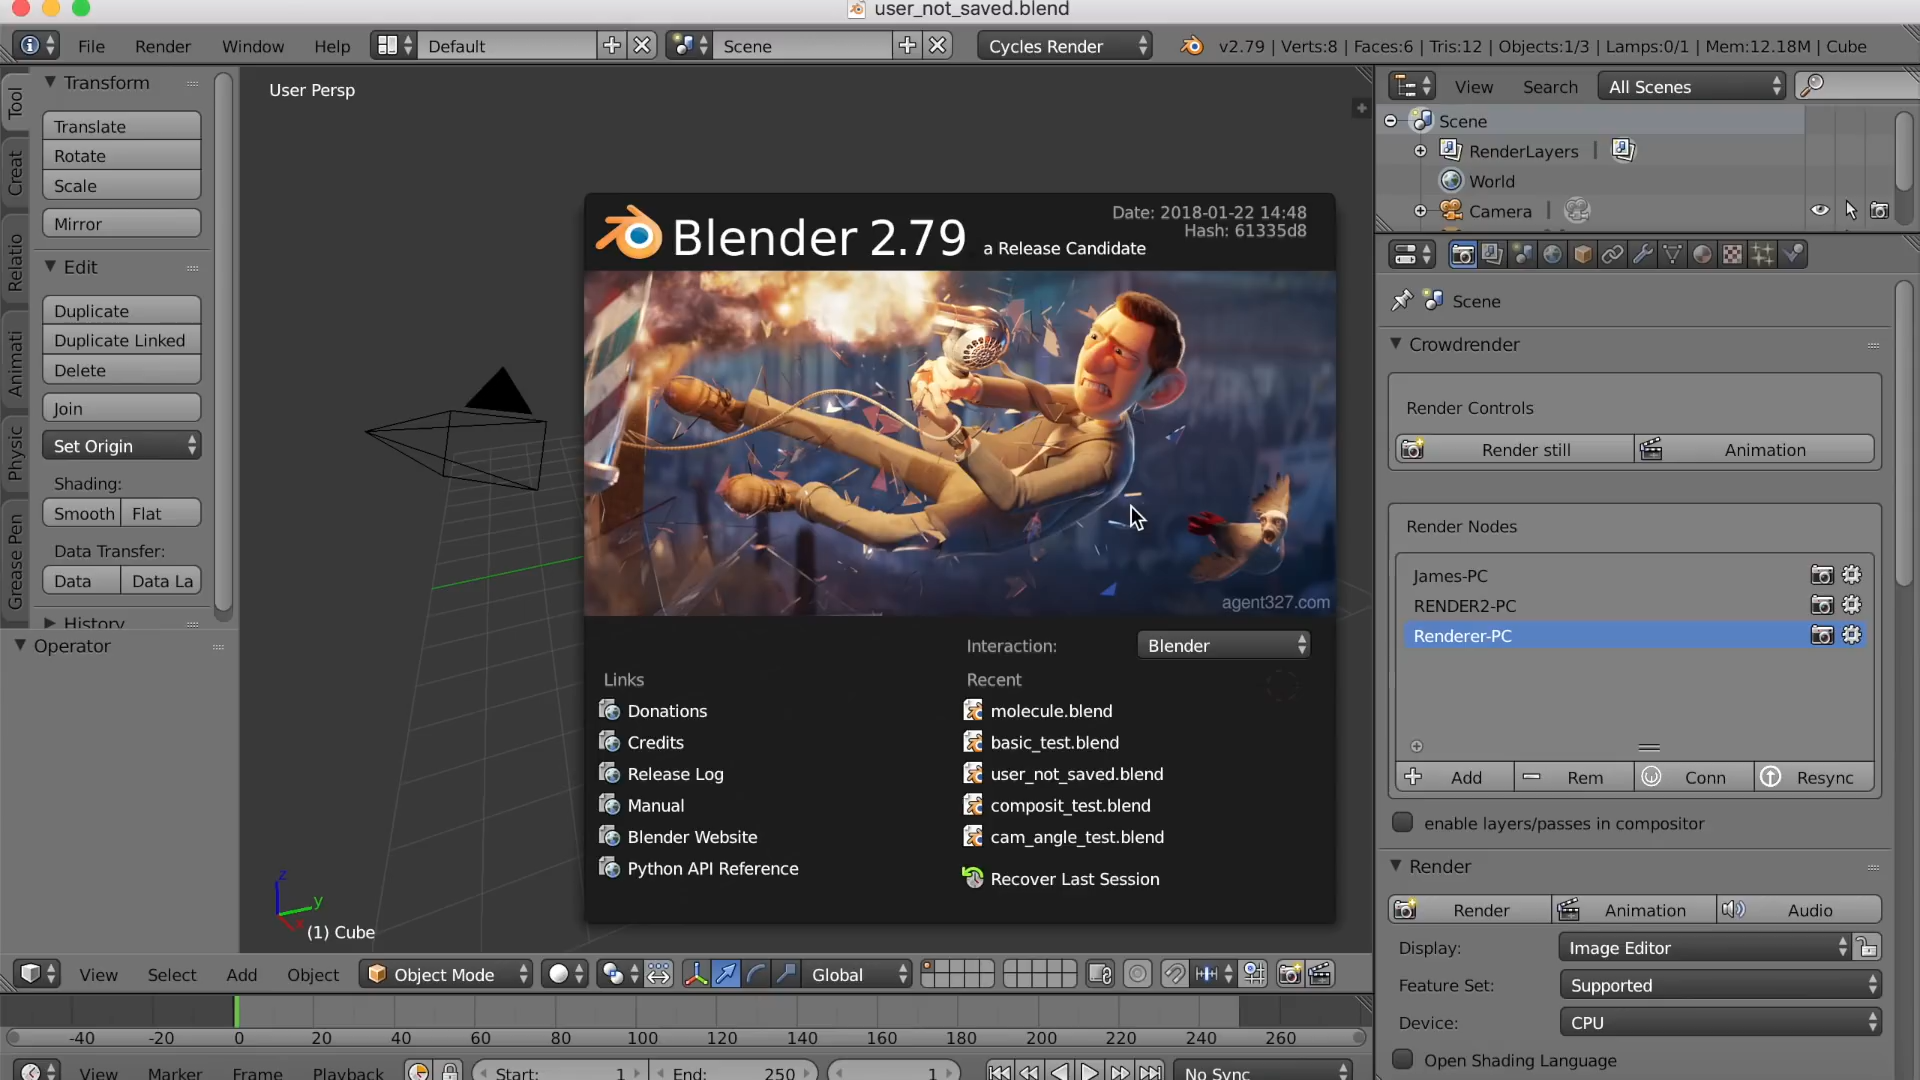 user_not_saved.blend
File Render Window Help Default Scene Cycles Render v2.79 | Verts:8 | Faces:6 | Tris:12 | Objects:1/3 | Lamps:0/1 | Mem:12.18M | Cube
Tool
Creat
Relatio
Animati
Physic
Grease Pen
Transform
Translate
Rotate
Scale
Mirror
Edit
Duplicate
Duplicate Linked
Delete
Join
Set Origin
Shading:
Smooth Flat
Data Transfer:
Data Data La
History
Operator
User Persp
Blender 2.79 a Release Candidate
Date: 2018-01-22 14:48
Hash: 61335d8
agent327.com
Interaction: Blender
Links
Donations
Credits
Release Log
Manual
Blender Website
Python API Reference
Recent
molecule.blend
basic_test.blend
user_not_saved.blend
composit_test.blend
cam_angle_test.blend
Recover Last Session
z
y
x
(1) Cube
View Select Add Object Object Mode Global
-40 -20 0 20 40 60 80 100 120 140 160 180 200 220 240 260
View Marker Frame Playback Start: 1 End: 250 1 No Sync
View Search All Scenes
Scene
RenderLayers
World
Camera
Scene
Crowdrender
Render Controls
Render still Animation
Render Nodes
James-PC
RENDER2-PC
Renderer-PC
Add Rem Conn Resync
enable layers/passes in compositor
Render
Render Animation Audio
Display: Image Editor
Feature Set: Supported
Device: CPU
Open Shading Language